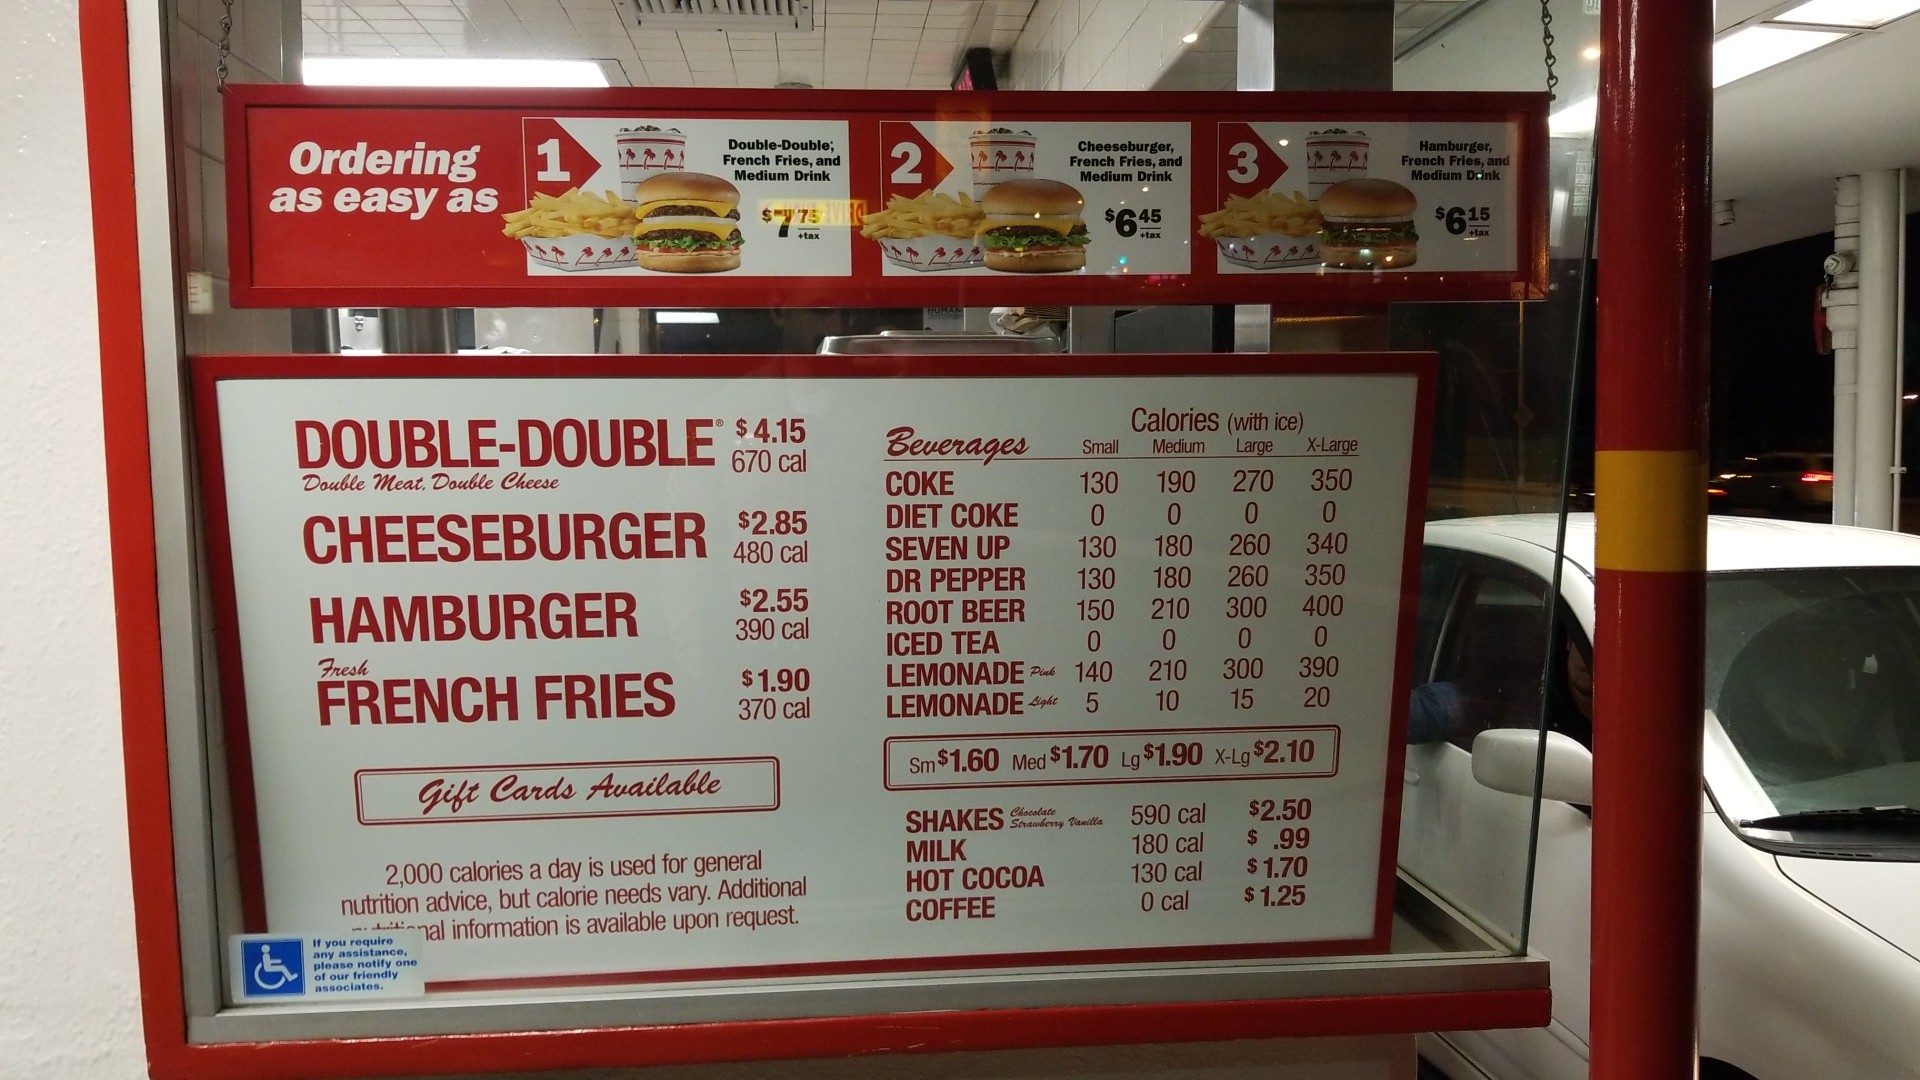 Ordering
as easy as
1
Double-Double,
French Fries, and
Medium Drink
$7 75
+tax
2
Cheeseburger,
French Fries, and
Medium Drink
$6 45
+tax
3
Hamburger,
French Fries, and
Medium Drink
$6 15
+tax
DOUBLE-DOUBLE® $4.15
Double Meat, Double Cheese 670 cal
CHEESEBURGER $2.85
480 cal
HAMBURGER $2.55
390 cal
Fresh
FRENCH FRIES $1.90
370 cal
Gift Cards Available
2,000 calories a day is used for general
nutrition advice, but calorie needs vary. Additional
nutritional information is available upon request.
If you require
any assistance,
please notify one
of our friendly
associates.
Calories (with ice)
Beverages Small Medium Large X-Large
COKE 130 190 270 350
DIET COKE 0 0 0 0
SEVEN UP 130 180 260 340
DR PEPPER 130 180 260 350
ROOT BEER 150 210 300 400
ICED TEA 0 0 0 0
LEMONADE Pink 140 210 300 390
LEMONADE Light 5 10 15 20
Sm $1.60 Med $1.70 Lg $1.90 X-Lg $2.10
SHAKES Chocolate Strawberry Vanilla 590 cal $2.50
MILK 180 cal $ .99
HOT COCOA 130 cal $1.70
COFFEE 0 cal $1.25